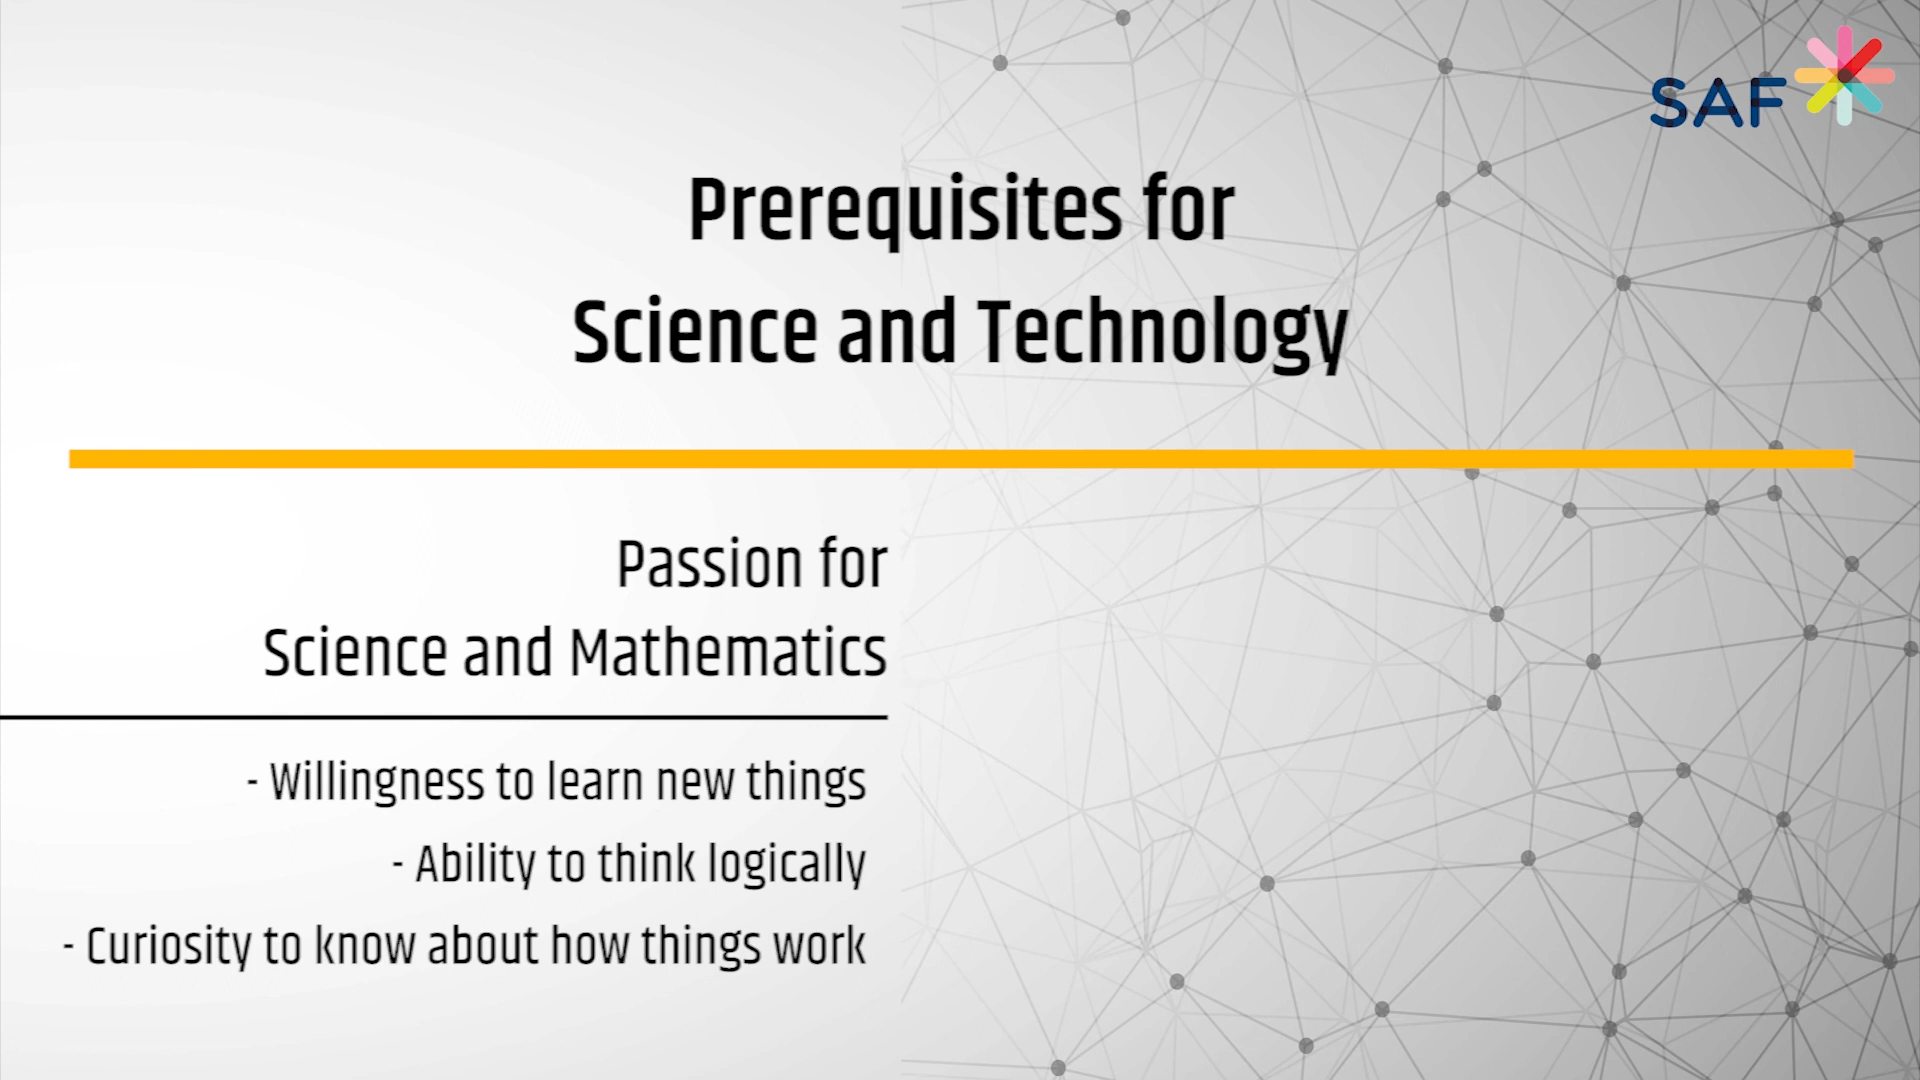 SAF
Prerequisites for
Science and Technology
Passion for
Science and Mathematics
- Willingness to learn new things
- Ability to think logically
- Curiosity to know about how things work